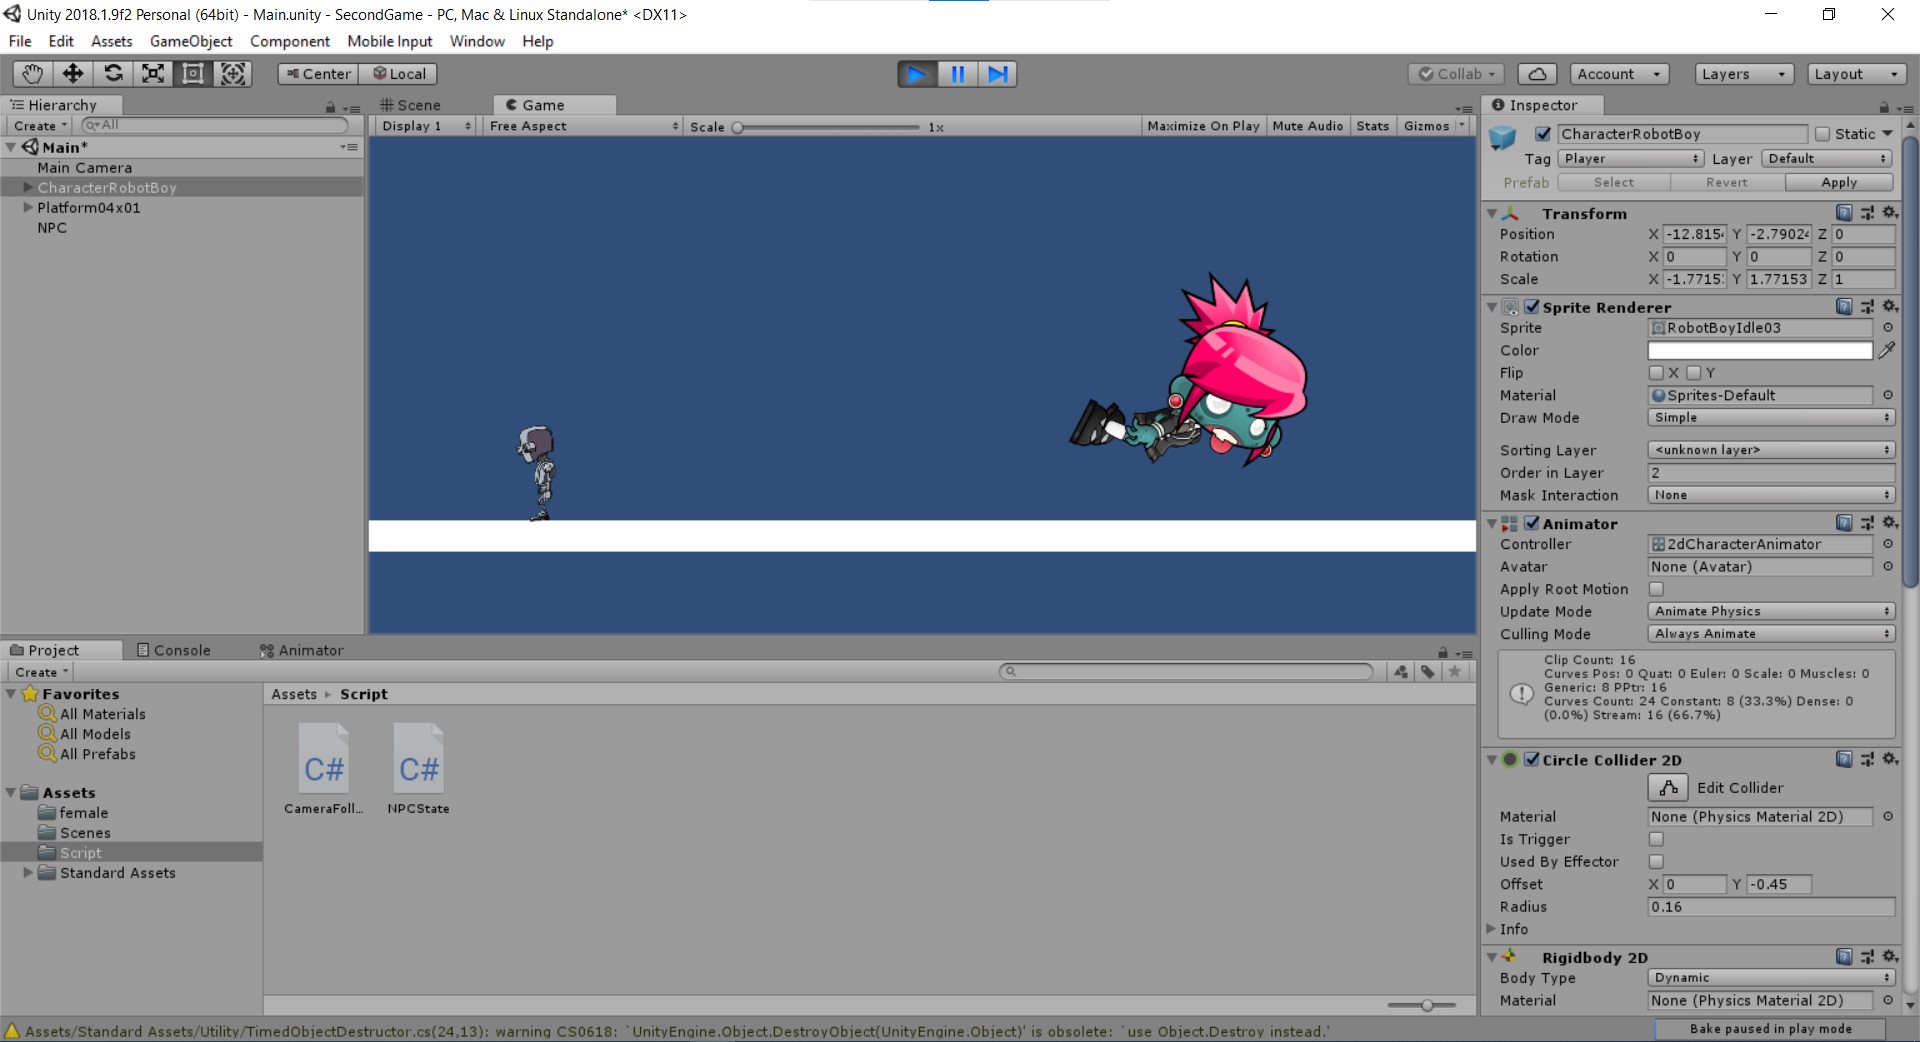 Unity 2018.1.9f2 Personal (64bit) - Main.unity - SecondGame - PC, Mac & Linux Standalone* <DX11>
File Edit Assets GameObject Component Mobile Input Window Help
Center Local Collab Account Layers Layout
Hierarchy
Create All
Main*
Main Camera
CharacterRobotBoy
Platform04x01
NPC
Scene Game
Display 1 Free Aspect Scale 1x Maximize On Play Mute Audio Stats Gizmos
Inspector
CharacterRobotBoy Static
Tag Player Layer Default
Prefab Select Revert Apply
Transform
Position X -12.815 Y -2.7902 Z 0
Rotation X 0 Y 0 Z 0
Scale X -1.7715 Y 1.77153 Z 1
Sprite Renderer
Sprite RobotBoyIdle03
Color
Flip X Y
Material Sprites-Default
Draw Mode Simple
Sorting Layer <unknown layer>
Order in Layer 2
Mask Interaction None
Animator
Controller 2dCharacterAnimator
Avatar None (Avatar)
Apply Root Motion
Update Mode Animate Physics
Culling Mode Always Animate
Clip Count: 16
Curves Pos: 0 Quat: 0 Euler: 0 Scale: 0 Muscles: 0
Generic: 8 PPtr: 16
Curves Count: 24 Constant: 8 (33.3%) Dense: 0
(0.0%) Stream: 16 (66.7%)
Circle Collider 2D
Edit Collider
Material None (Physics Material 2D)
Is Trigger
Used By Effector
Offset X 0 Y -0.45
Radius 0.16
Info
Rigidbody 2D
Body Type Dynamic
Material None (Physics Material 2D)
Project Console Animator
Create
Favorites
All Materials
All Models
All Prefabs
Assets
female
Scenes
Script
Standard Assets
Assets Script
C# C#
CameraFoll... NPCState
Assets/Standard Assets/Utility/TimedObjectDestructor.cs(24,13): warning CS0618: `UnityEngine.Object.DestroyObject(UnityEngine.Object)' is obsolete: `use Object.Destroy instead.'
Bake paused in play mode